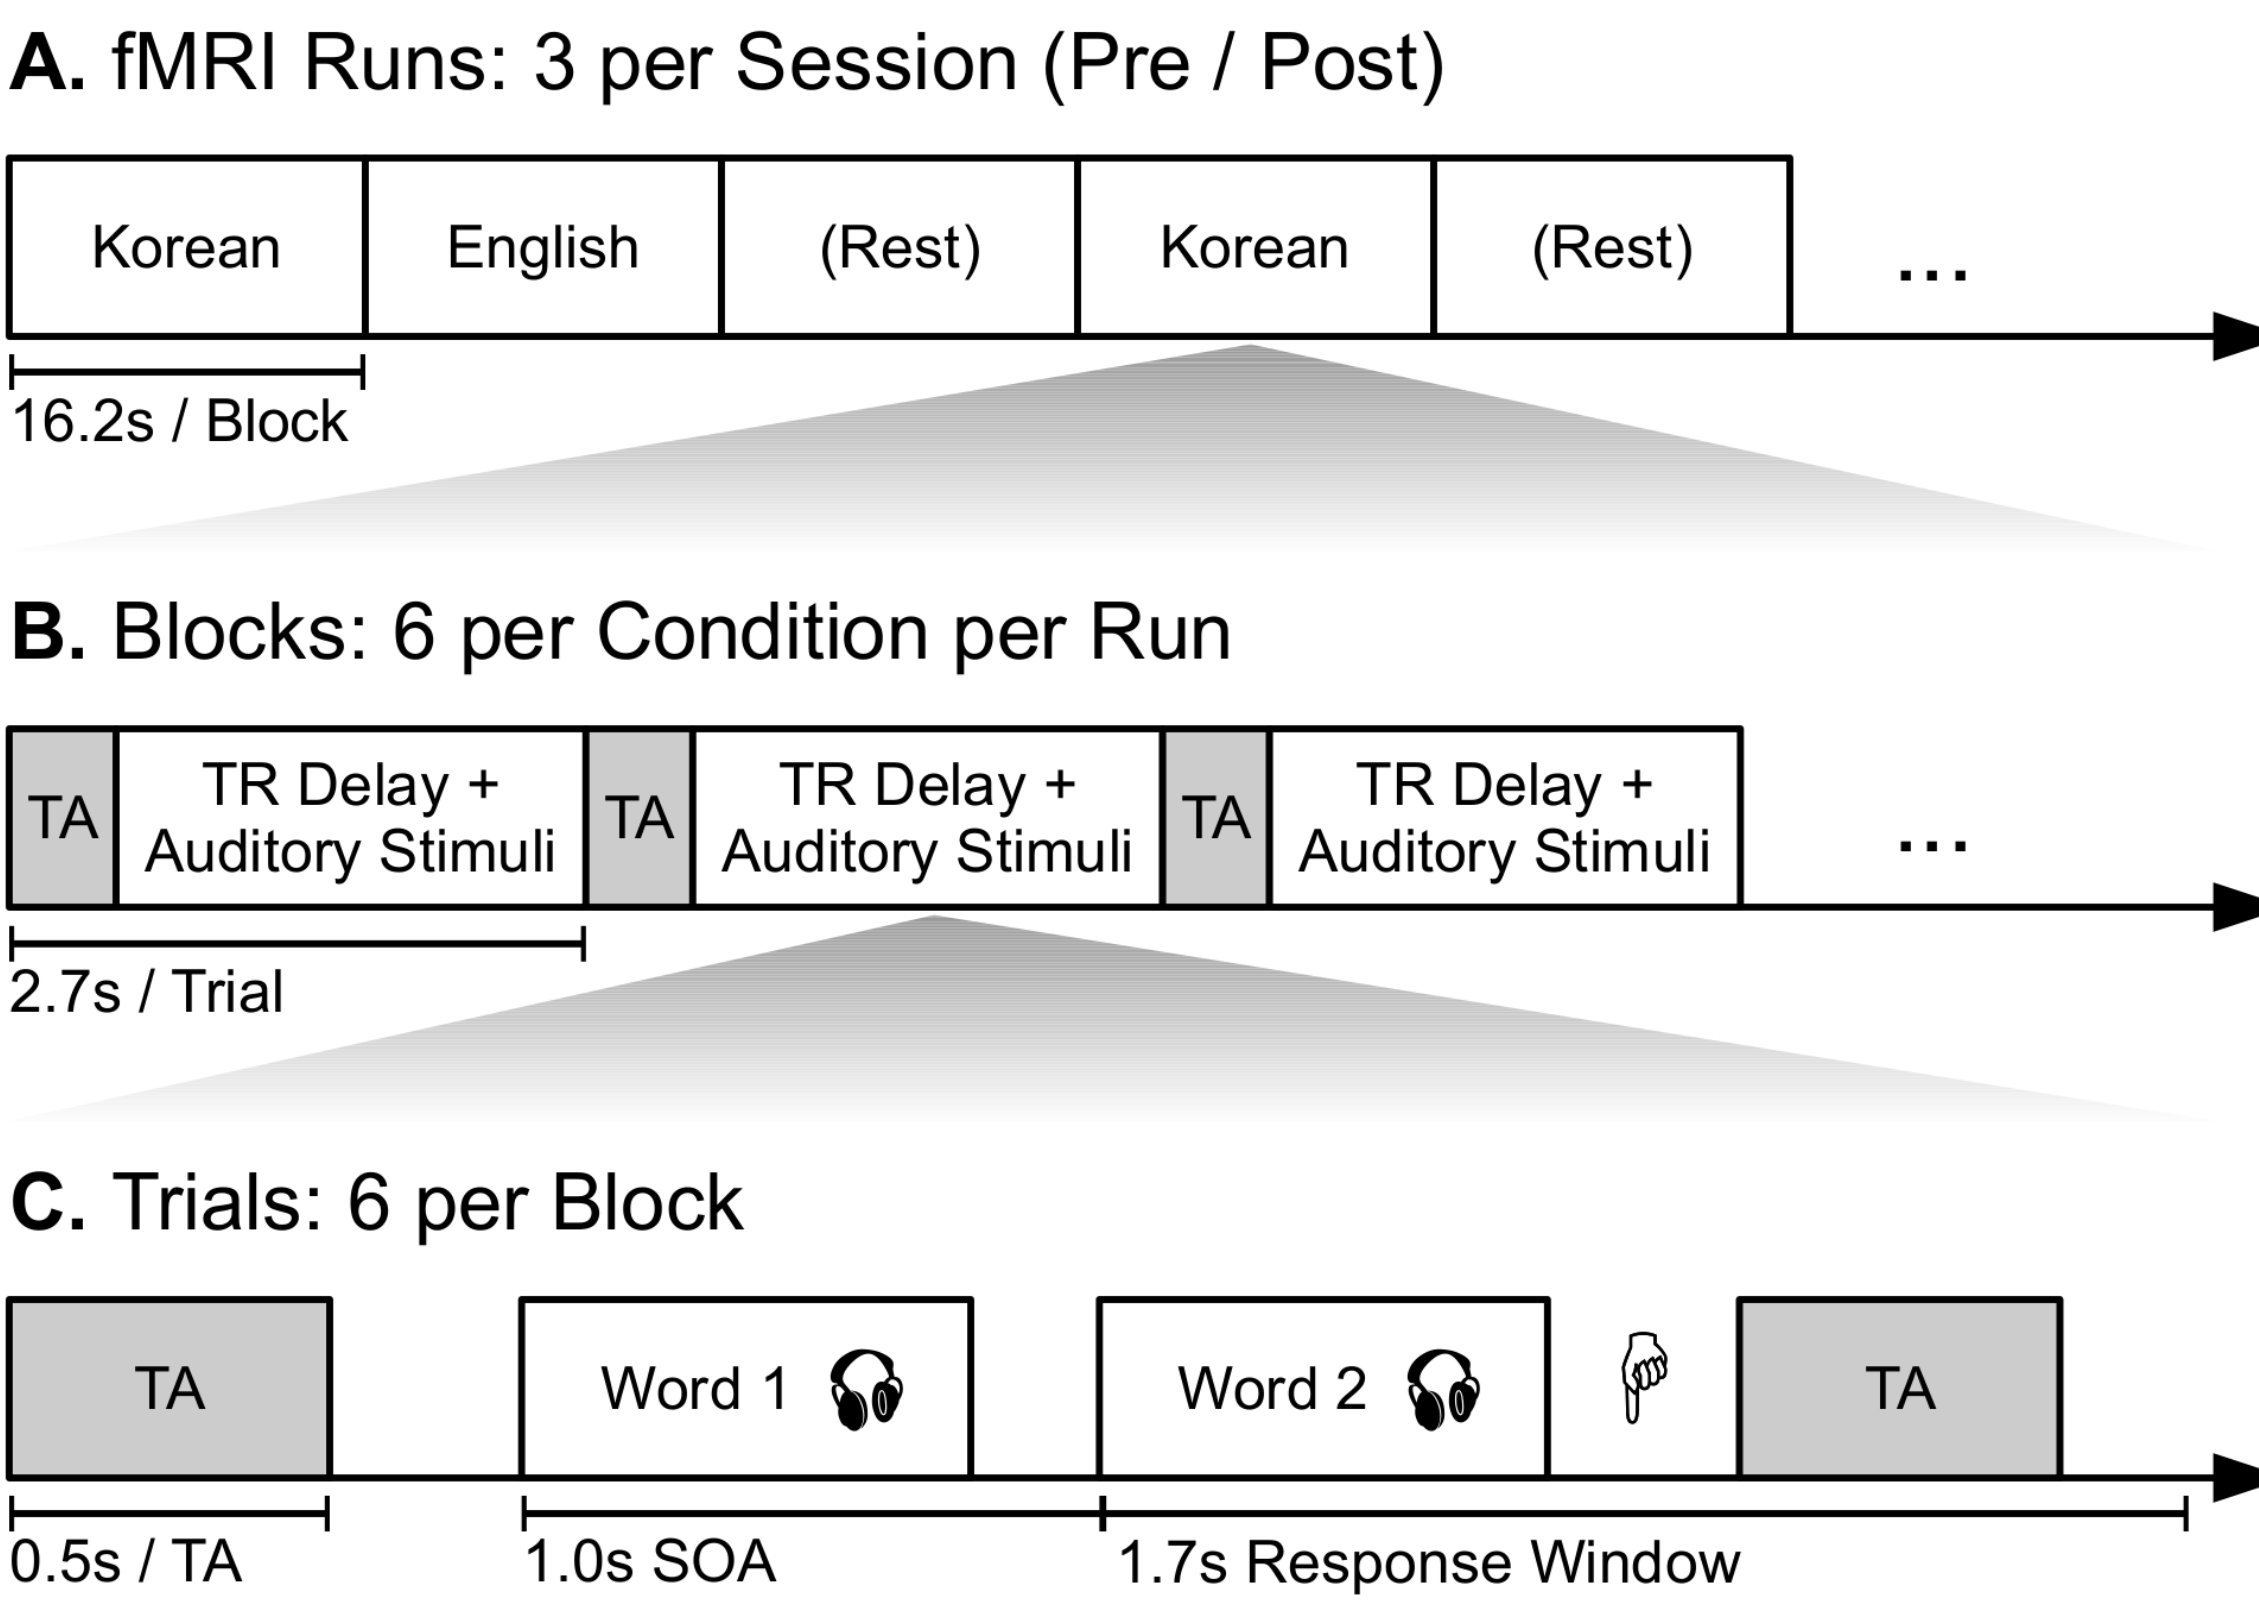 A. fMRI Runs: 3 per Session (Pre / Post)
Korean
English
(Rest)
Korean
(Rest)
...
16.2s / Block
B. Blocks: 6 per Condition per Run
TA
TR Delay +
Auditory Stimuli
TA
TR Delay +
Auditory Stimuli
TA
TR Delay +
Auditory Stimuli
...
2.7s / Trial
C. Trials: 6 per Block
TA
Word 1
Word 2
TA
0.5s / TA
1.0s SOA
1.7s Response Window